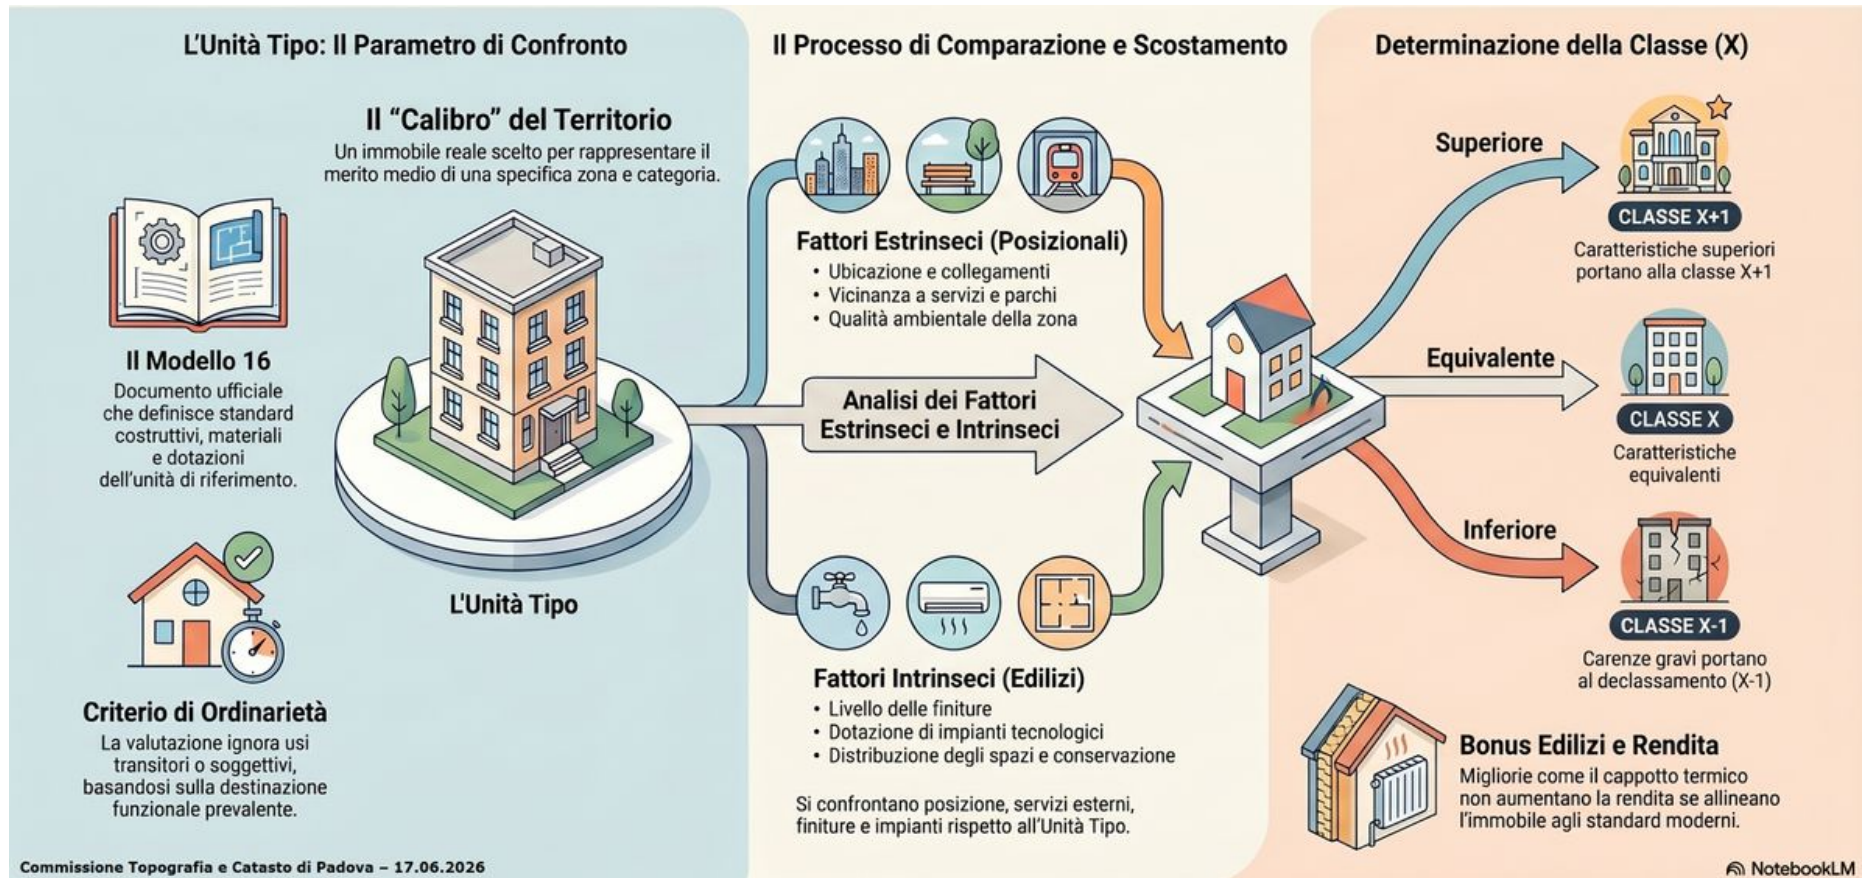 L'Unità Tipo: Il Parametro di Confronto
Il "Calibro" del Territorio
Un immobile reale scelto per rappresentare il
merito medio di una specifica zona e categoria.
Il Modello 16
Documento ufficiale
che definisce standard
costruttivi, materiali
e dotazioni
dell'unità di riferimento.
L'Unità Tipo
Criterio di Ordinarietà
La valutazione ignora usi
transitori o soggettivi,
basandosi sulla destinazione
funzionale prevalente.
Il Processo di Comparazione e Scostamento
Fattori Estrinseci (Posizionali)
• Ubicazione e collegamenti
• Vicinanza a servizi e parchi
• Qualità ambientale della zona
Analisi dei Fattori
Estrinseci e Intrinseci
Fattori Intrinseci (Edilizi)
• Livello delle finiture
• Dotazione di impianti tecnologici
• Distribuzione degli spazi e conservazione
Si confrontano posizione, servizi esterni,
finiture e impianti rispetto all'Unità Tipo.
Determinazione della Classe (X)
Superiore
CLASSE X+1
Caratteristiche superiori
portano alla classe X+1
Equivalente
CLASSE X
Caratteristiche
equivalenti
Inferiore
CLASSE X-1
Carenze gravi portano
al declassamento (X-1)
Bonus Edilizi e Rendita
Migliorie come il cappotto termico
non aumentano la rendita se allineano
l'immobile agli standard moderni.
Commissione Topografia e Catasto di Padova – 17.06.2026
NotebookLM